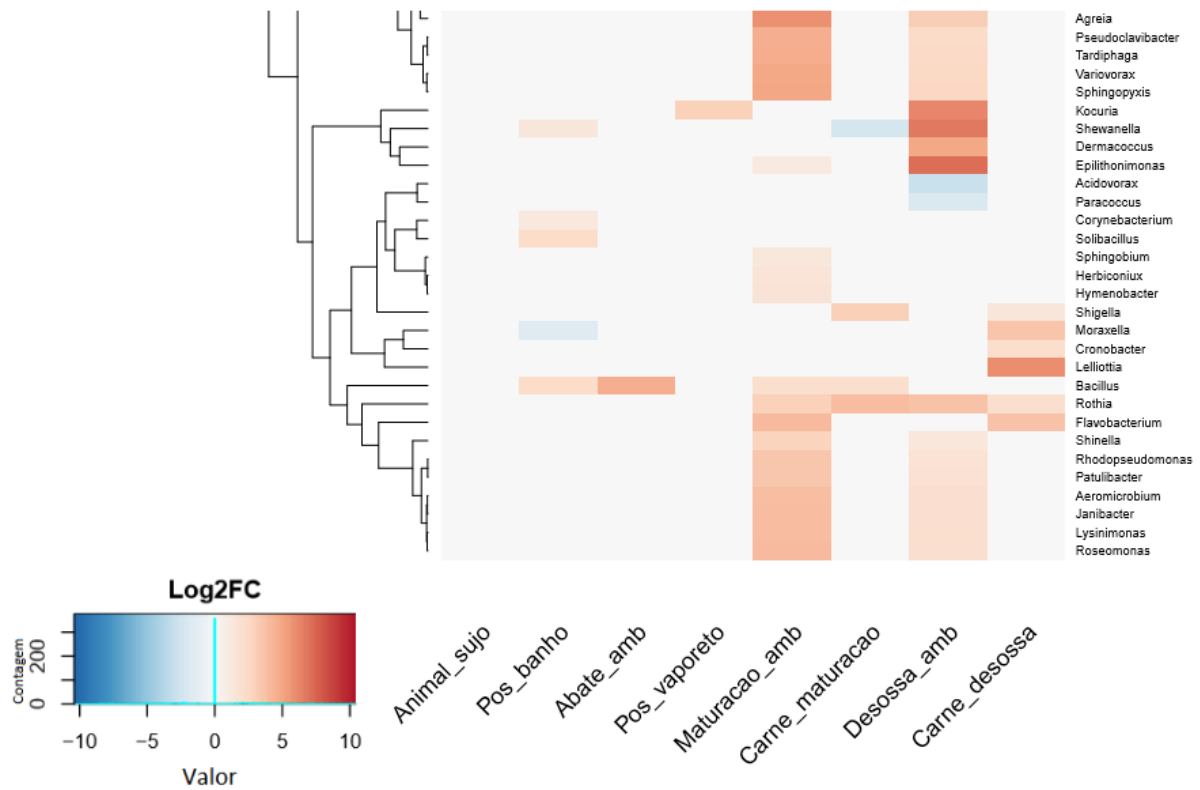 Agreia
Pseudoclavibacter
Tardiphaga
Variovorax
Sphingopyxis
Kocuria
Shewanella
Dermacoccus
Epilithonimonas
Acidovorax
Paracoccus
Corynebacterium
Solibacillus
Sphingobium
Herbiconiux
Hymenobacter
Shigella
Moraxella
Cronobacter
Lelliottia
Bacillus
Rothia
Flavobacterium
Shinella
Rhodopseudomonas
Patulibacter
Aeromicrobium
Janibacter
Lysinimonas
Roseomonas
Log2FC
Contagem
0 200
−10 −5 0 5 10
Valor
Animal_sujo
Pos_banho
Abate_amb
Pos_vaporeto
Maturacao_amb
Carne_maturacao
Desossa_amb
Carne_desossa